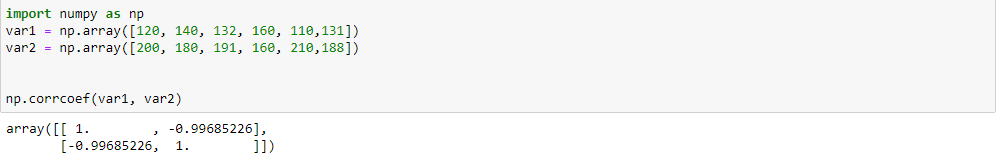 import numpy as np
var1 = np.array([120, 140, 132, 160, 110,131])
var2 = np.array([200, 180, 191, 160, 210,188])
np.corrcoef(var1, var2)
array([[ 1.        , -0.99685226],
       [-0.99685226,  1.        ]])